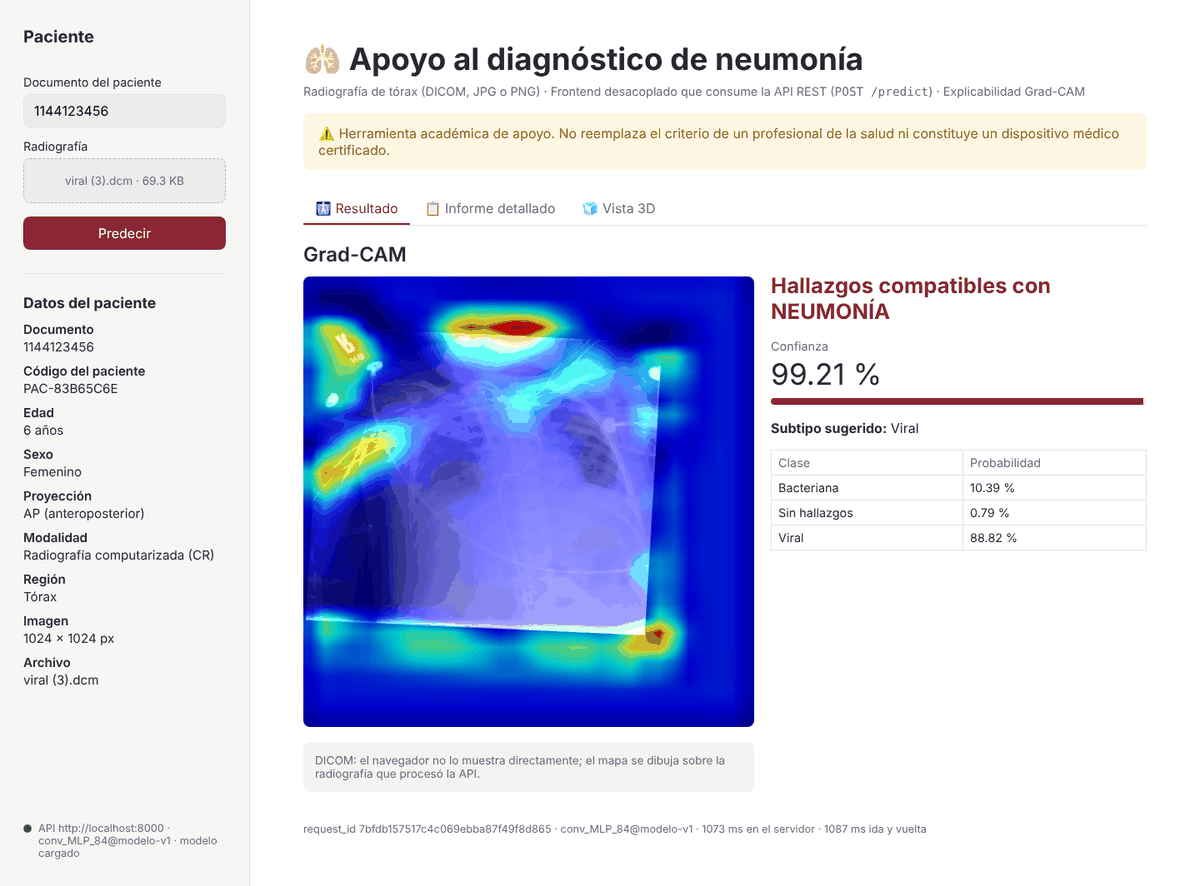 Paciente
Documento del paciente
1144123456
Radiografía
viral (3).dcm · 69.3 KB
Predecir
Datos del paciente
Documento
1144123456
Código del paciente
PAC-83B65C6E
Edad
6 años
Sexo
Femenino
Proyección
AP (anteroposterior)
Modalidad
Radiografía computarizada (CR)
Región
Tórax
Imagen
1024 × 1024 px
Archivo
viral (3).dcm
API http://localhost:8000 ·
conv_MLP_84@modelo-v1 · modelo
cargado
Apoyo al diagnóstico de neumonía
Radiografía de tórax (DICOM, JPG o PNG) · Frontend desacoplado que consume la API REST (POST /predict) · Explicabilidad Grad-CAM
Herramienta académica de apoyo. No reemplaza el criterio de un profesional de la salud ni constituye un dispositivo médico
certificado.
Resultado
Informe detallado
Vista 3D
Grad-CAM
Hallazgos compatibles con
NEUMONÍA
Confianza
99.21 %
Subtipo sugerido: Viral
Clase Probabilidad
Bacteriana 10.39 %
Sin hallazgos 0.79 %
Viral 88.82 %
DICOM: el navegador no lo muestra directamente; el mapa se dibuja sobre la
radiografía que procesó la API.
request_id 7bfdb157517c4c069ebba87f49f8d865 · conv_MLP_84@modelo-v1 · 1073 ms en el servidor · 1087 ms ida y vuelta